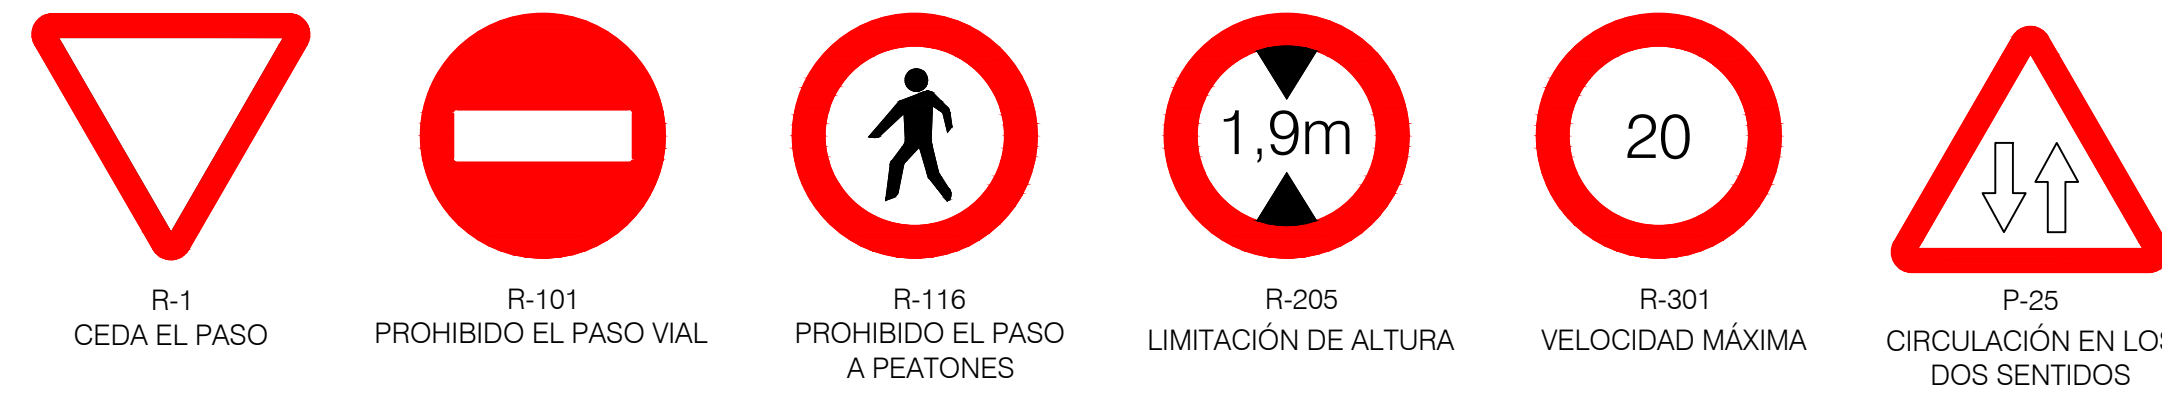 1,9m
20
R-1
CEDA EL PASO
R-101
PROHIBIDO EL PASO VIAL
R-116
PROHIBIDO EL PASO
A PEATONES
R-205
LIMITACIÓN DE ALTURA
R-301
VELOCIDAD MÁXIMA
P-25
CIRCULACIÓN EN LOS
DOS SENTIDOS